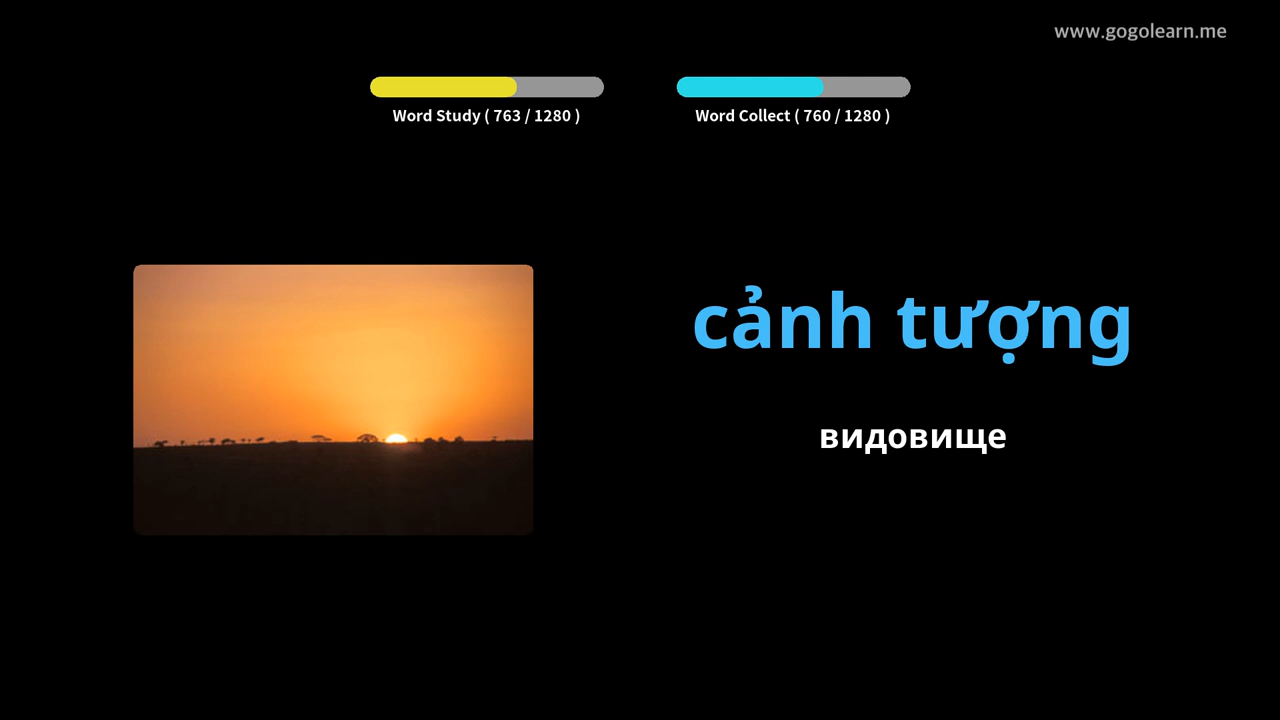 www.gogolearn.me
Word Study ( 763 / 1280 )
Word Collect ( 760 / 1280 )
cảnh tượng
видовище